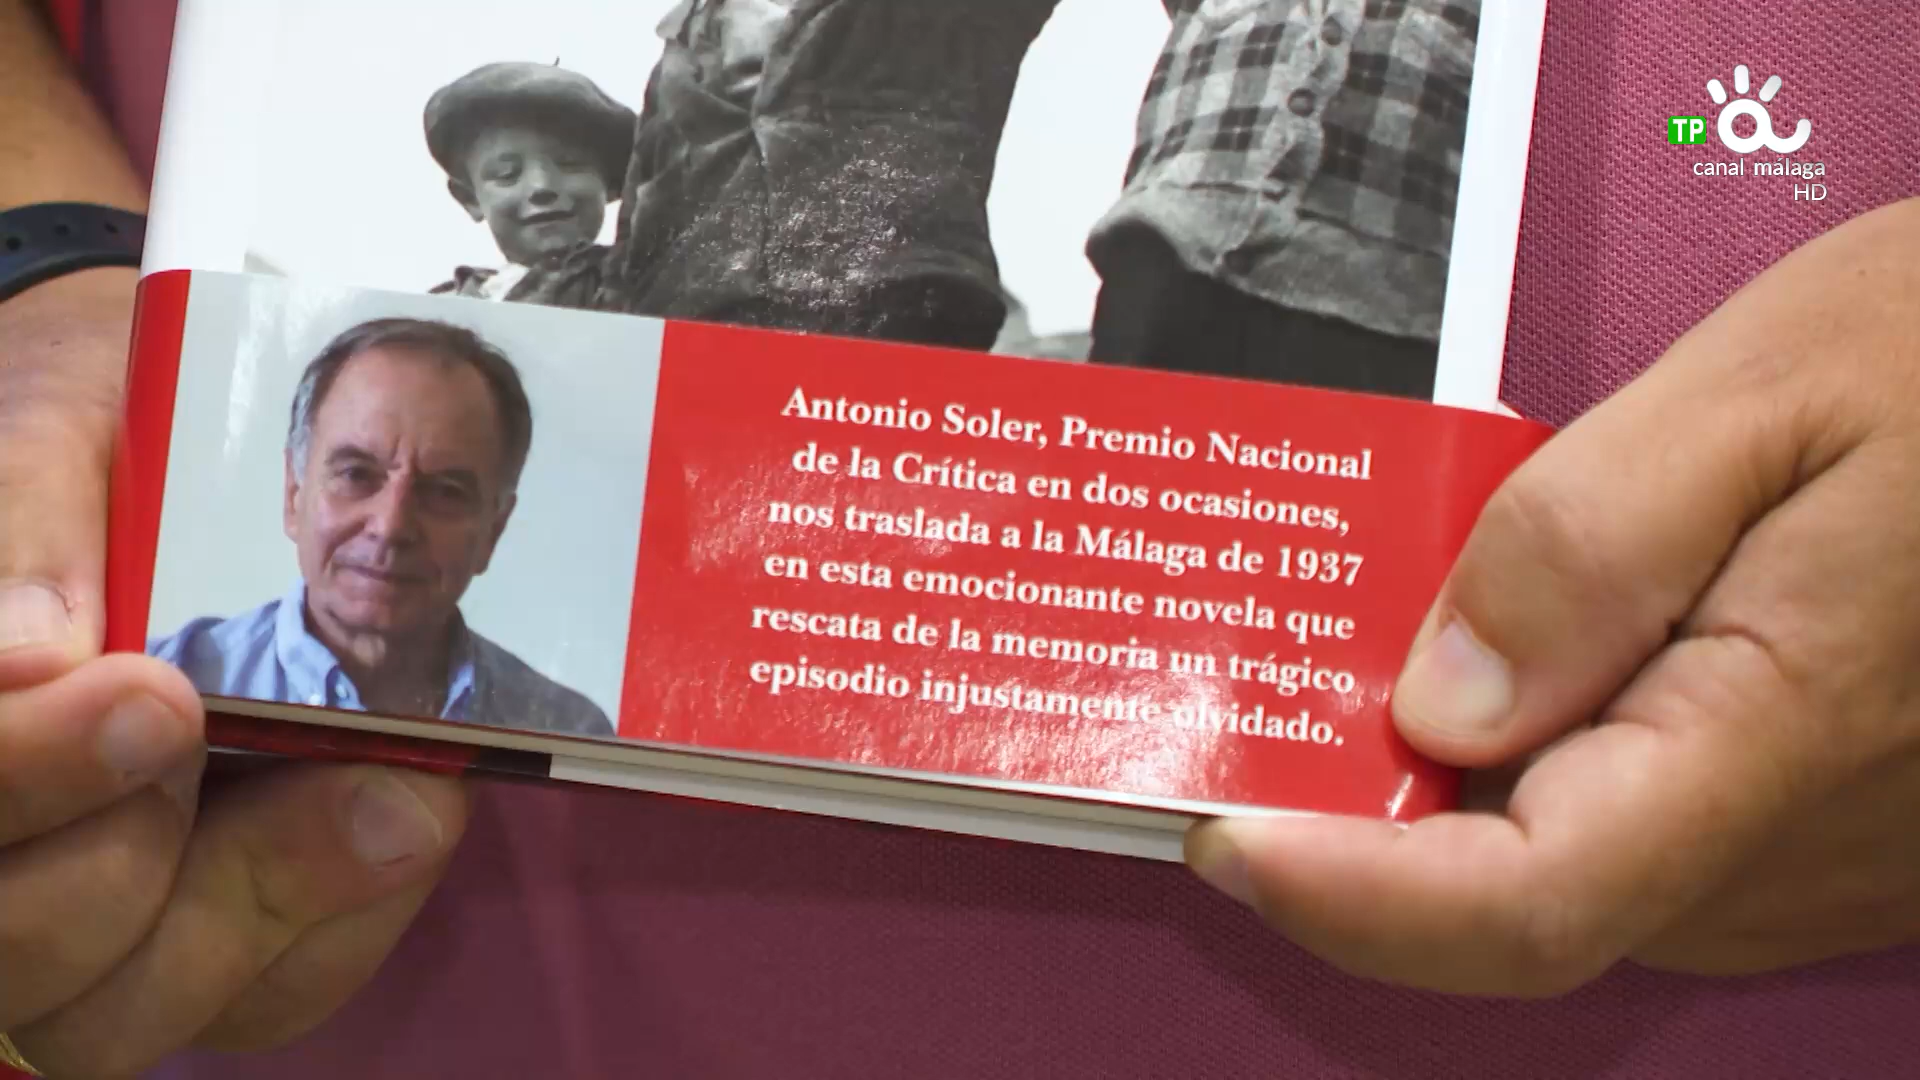 TP
canal málaga
HD
Antonio Soler, Premio Nacional
de la Crítica en dos ocasiones,
nos traslada a la Málaga de 1937
en esta emocionante novela que
rescata de la memoria un trágico
episodio injustamente olvidado.